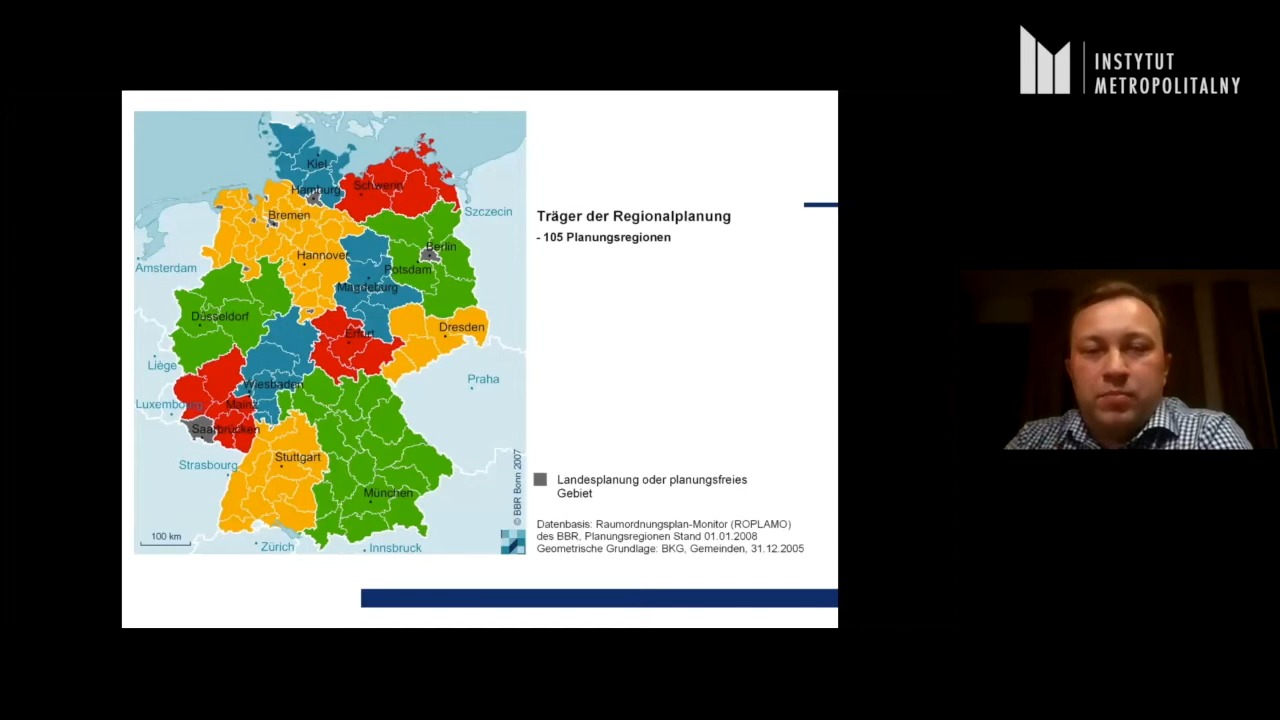 INSTYTUT
METROPOLITALNY
Kiel
Hamburg
Schwerin
Szczecin
Bremen
Berlin
Hannover
Amsterdam
Potsdam
Magdeburg
Düsseldorf
Dresden
Erfurt
Liège
Praha
Wiesbaden
Luxembourg
Mainz
Saarbrücken
Stuttgart
Strasbourg
München
100 km
Zürich
Innsbruck
© BBR Bonn 2007
Träger der Regionalplanung
- 105 Planungsregionen
Landesplanung oder planungsfreies
Gebiet
Datenbasis: Raumordnungsplan-Monitor (ROPLAMO)
des BBR, Planungsregionen Stand 01.01.2008
Geometrische Grundlage: BKG, Gemeinden, 31.12.2005